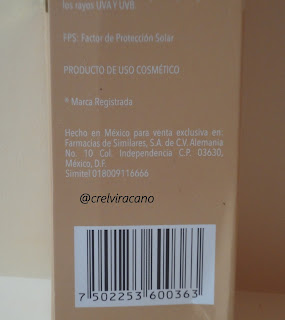 los rayos UVA Y UVB.
FPS: Factor de Protección Solar
PRODUCTO DE USO COSMÉTICO
® Marca Registrada
Hecho en México para venta exclusiva en:
Farmacias de Similares, S.A. de C.V. Alemania
No. 10 Col. Independencia C.P. 03630,
México, D.F.
Simitel 018009116666
@crelviracano
7 502253 600363